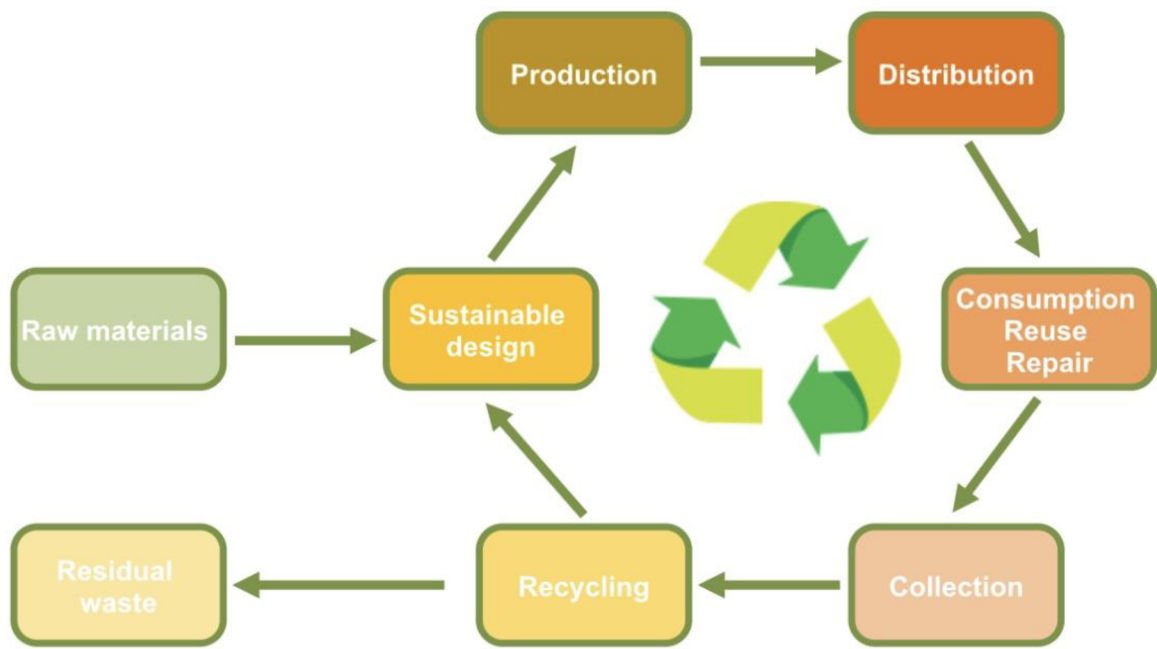 Production
Distribution
Raw materials
Sustainable
design
Consumption
Reuse
Repair
Residual
waste
Recycling
Collection